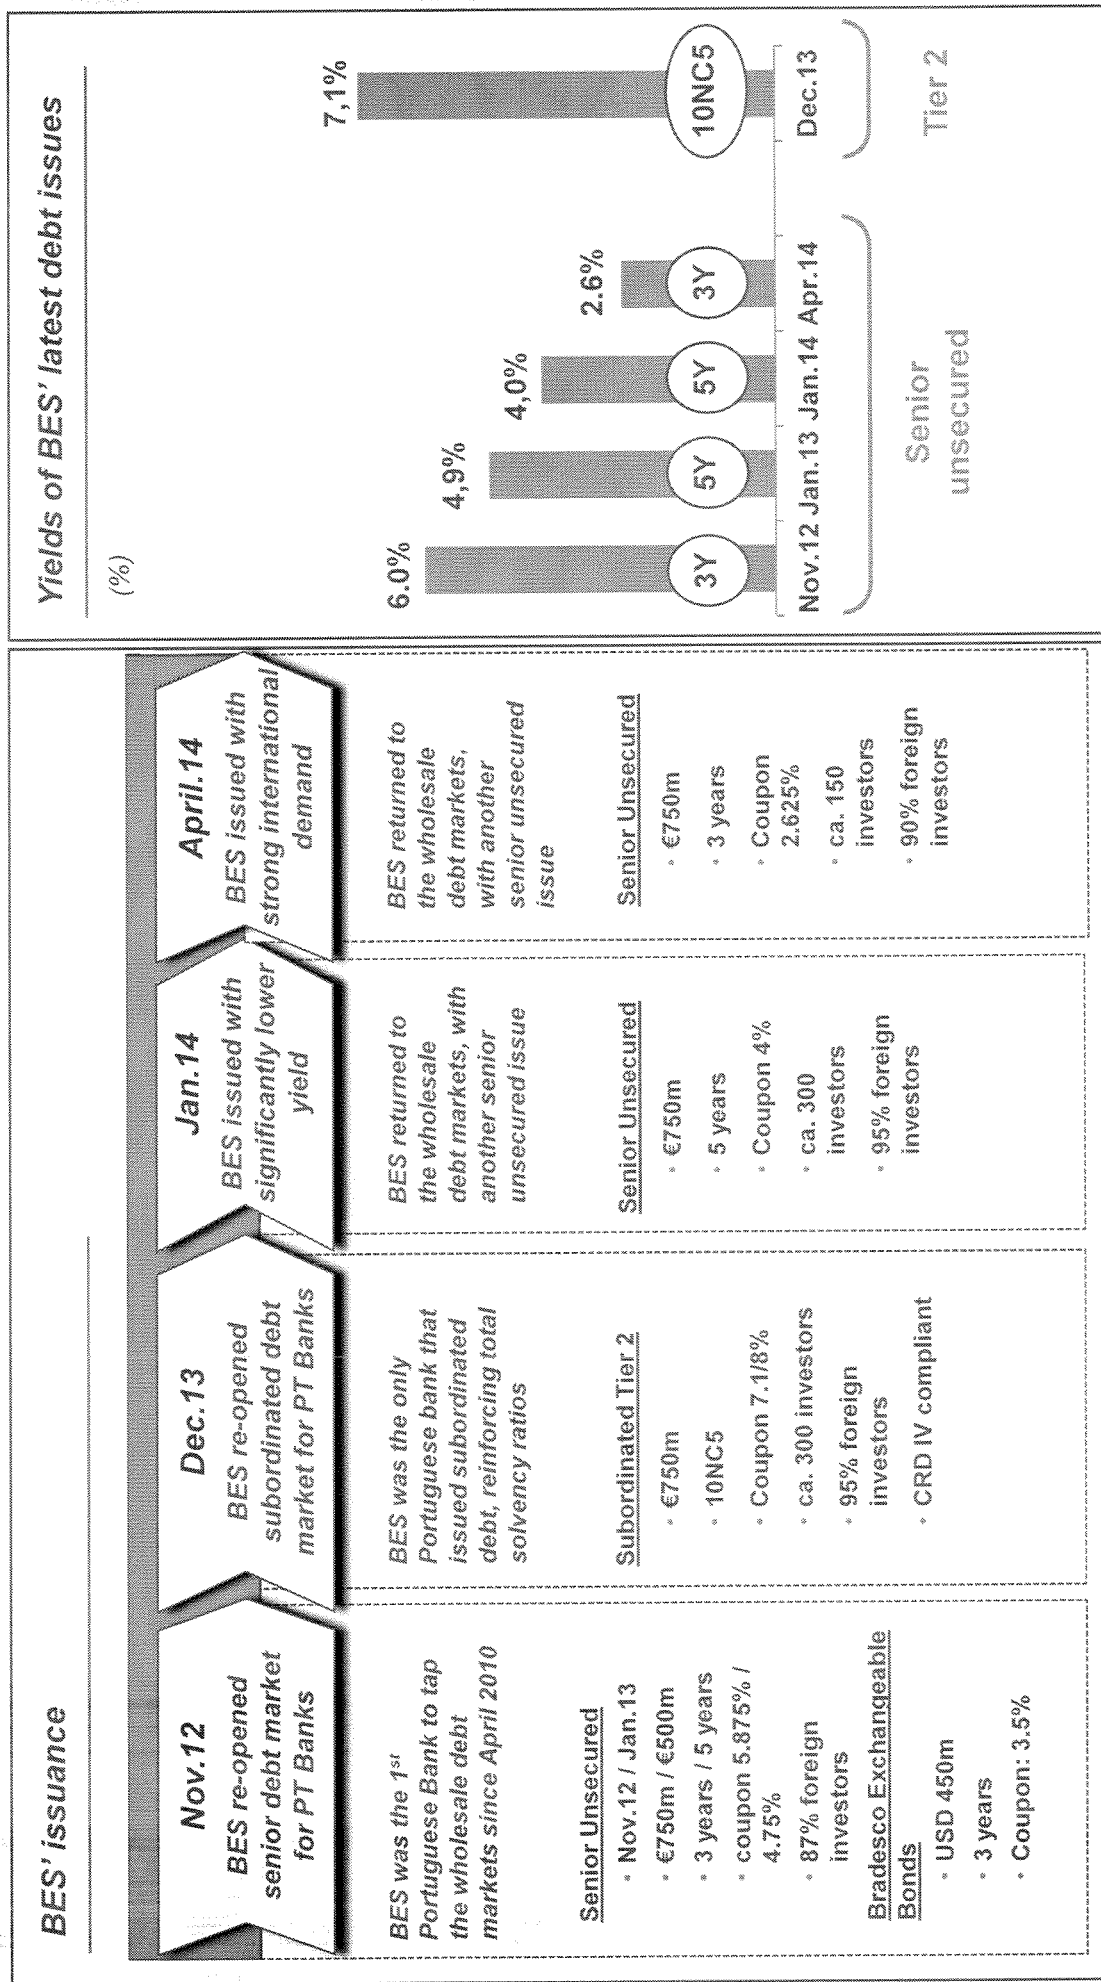 BES' issuance
Nov.12
BES re-opened
senior debt market
for PT Banks
BES was the 1st
Portuguese Bank to tap
the wholesale debt
markets since April 2010
Senior Unsecured
• Nov.12 / Jan.13
• €750m / €500m
• 3 years / 5 years
• coupon 5.875% /
4.75%
• 87% foreign
investors
Bradesco Exchangeable
Bonds
• USD 450m
• 3 years
• Coupon: 3.5%
Dec.13
BES re-opened
subordinated debt
market for PT Banks
BES was the only
Portuguese bank that
issued subordinated
debt, reinforcing total
solvency ratios
Subordinated Tier 2
• €750m
• 10NC5
• Coupon 7.1/8%
• ca. 300 investors
• 95% foreign
investors
• CRD IV compliant
Jan.14
BES issued with
significantly lower
yield
BES returned to
the wholesale
debt markets, with
another senior
unsecured issue
Senior Unsecured
• €750m
• 5 years
• Coupon 4%
• ca. 300
investors
• 95% foreign
investors
April.14
BES issued with
strong international
demand
BES returned to
the wholesale
debt markets,
with another
senior unsecured
issue
Senior Unsecured
• €750m
• 3 years
• Coupon
2.625%
• ca. 150
investors
• 90% foreign
investors
Yields of BES' latest debt issues
(%)
6.0%
4,9%
4,0%
2.6%
7,1%
3Y
5Y
5Y
3Y
10NC5
Nov.12 Jan.13 Jan.14 Apr.14
Dec.13
Senior
unsecured
Tier 2